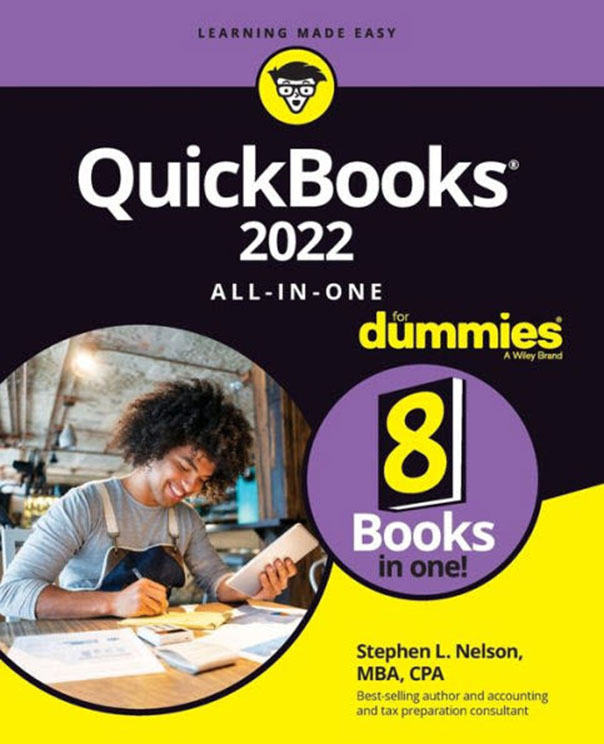 LEARNING MADE EASY
QuickBooks®
2022
ALL-IN-ONE
for
dummies®
A Wiley Brand
8
Books
in one!
Stephen L. Nelson,
MBA, CPA
Best-selling author and accounting
and tax preparation consultant